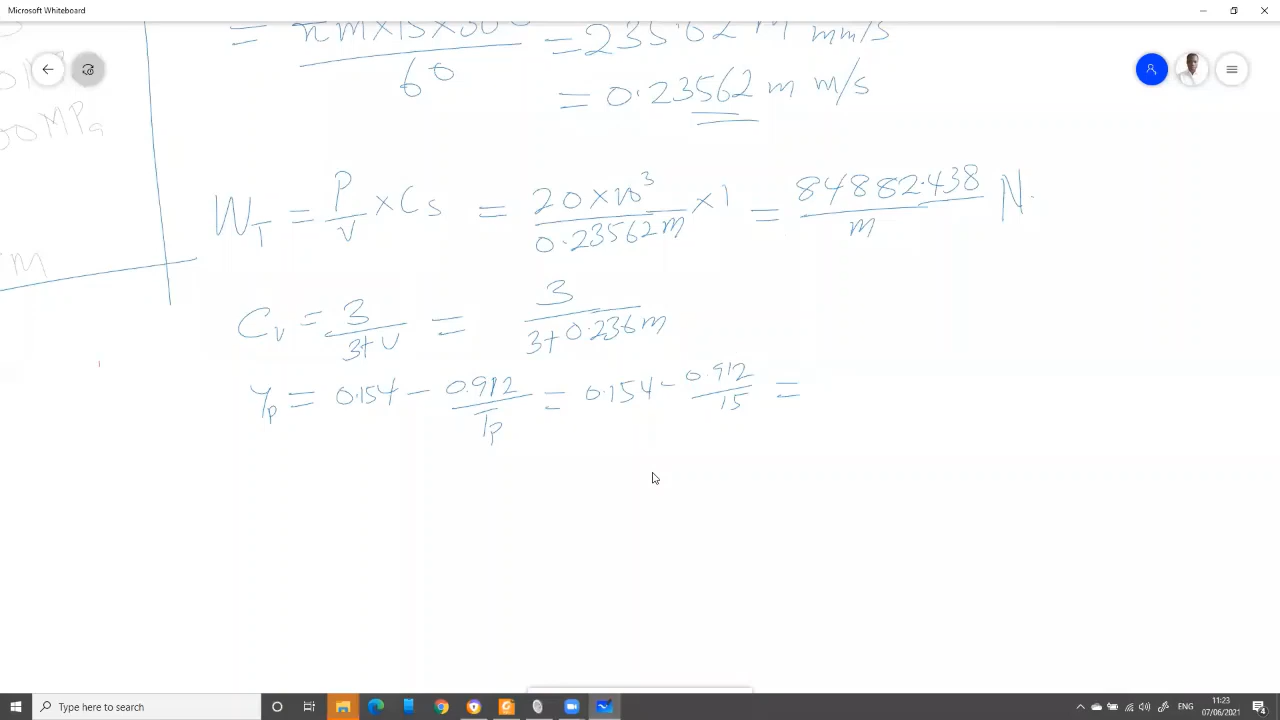 Microsoft Whiteboard
= πm×15×300 / 60 = 235.62 m mm/s
= 0.23562 m m/s
00MPa
W_T = P/v × C_S = 20×10³/0.23562m × 1 = 84882.438/m N.
m
C_v = 3/(3+v) = 3/(3+0.236m)
y_p = 0.154 − 0.912/T_p = 0.154 − 0.912/15 =
Type here to search
ENG
11:23
07/06/2021